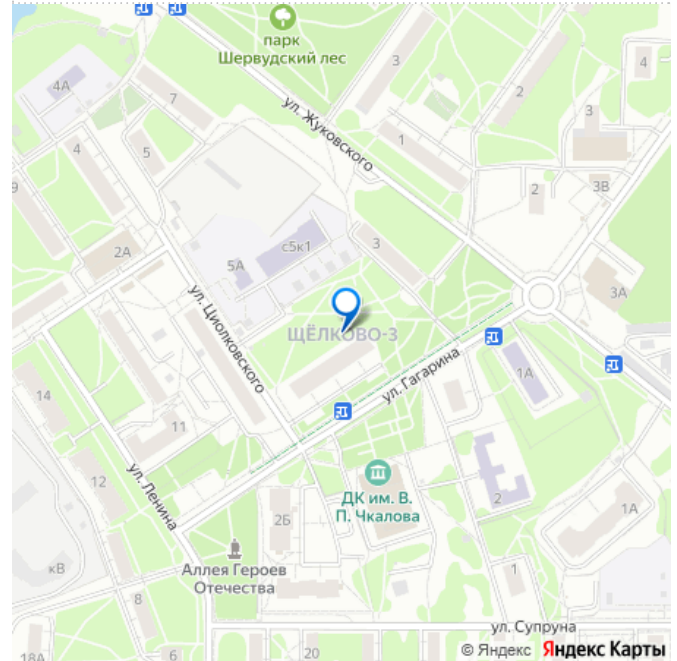 парк
Шервудский лес
4А
7
3
2
4
3
1
ул. Жуковского
4
5
2
3В
9
2А
с5к1
3
5А
3А
ул. Циолковского
ЩЁЛКОВО-3
ул. Гагарина
1А
14
11
12
ул. Ленина
ДК им. В.
П. Чкалова
2
2Б
1А
кВ
Аллея Героев
Отечества
1
8
ул. Супруна
18А
20
© Яндекс Яндекс Карты